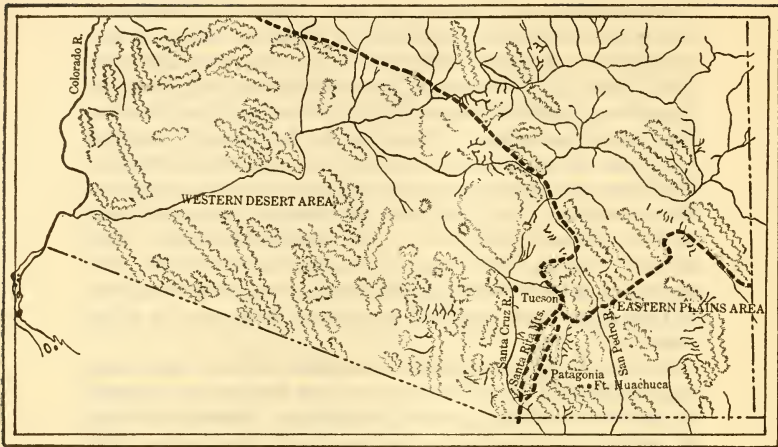 Colorado R.
WESTERN DESERT AREA
Tucson
EASTERN PLAINS AREA
Santa Cruz R.
Santa Rita Mts.
San Pedro R.
Patagonia
Ft. Huachuca